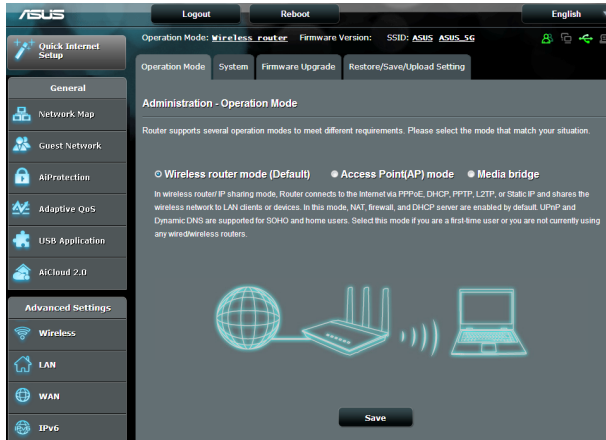 ASUS
Logout
Reboot
English
Operation Mode: Wireless router Firmware Version: SSID: ASUS ASUS_5G
Quick Internet
Setup
Operation Mode
System
Firmware Upgrade
Restore/Save/Upload Setting
General
Network Map
Guest Network
AiProtection
Adaptive QoS
USB Application
AiCloud 2.0
Advanced Settings
Wireless
LAN
WAN
IPv6
Administration - Operation Mode
Router supports several operation modes to meet different requirements. Please select the mode that match your situation.
Wireless router mode (Default) Access Point(AP) mode Media bridge
In wireless router/ IP sharing mode, Router connects to the Internet via PPPoE, DHCP, PPTP, L2TP, or Static IP and shares the
wireless network to LAN clients or devices. In this mode, NAT, firewall, and DHCP server are enabled by default. UPnP and
Dynamic DNS are supported for SOHO and home users. Select this mode if you are a first-time user or you are not currently using
any wired/wireless routers.
Save